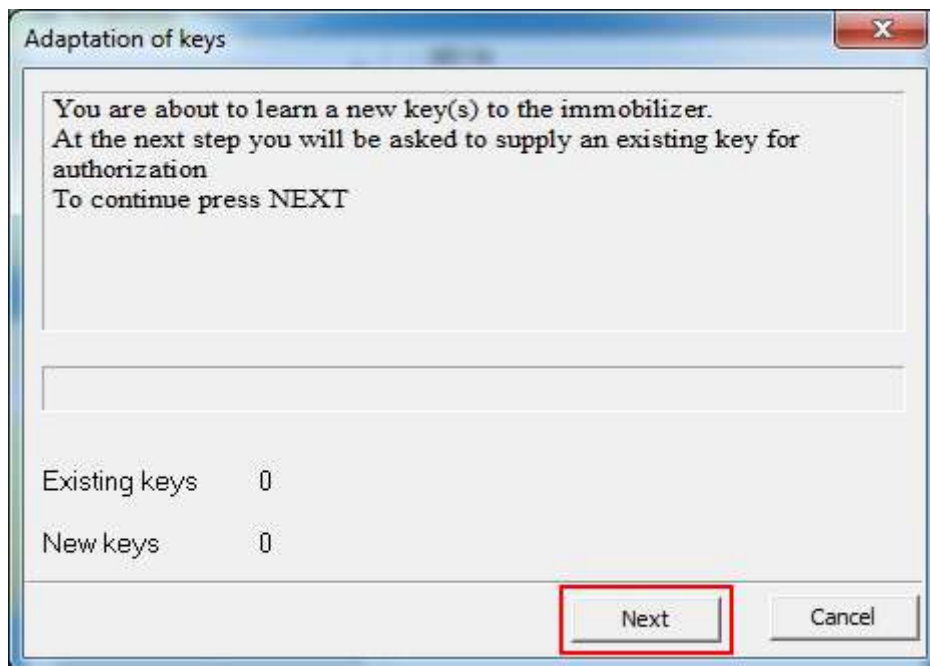 Adaptation of keys
You are about to learn a new key(s) to the immobilizer.
At the next step you will be asked to supply an existing key for
authorization
To continue press NEXT
Existing keys 0
New keys 0
Next Cancel